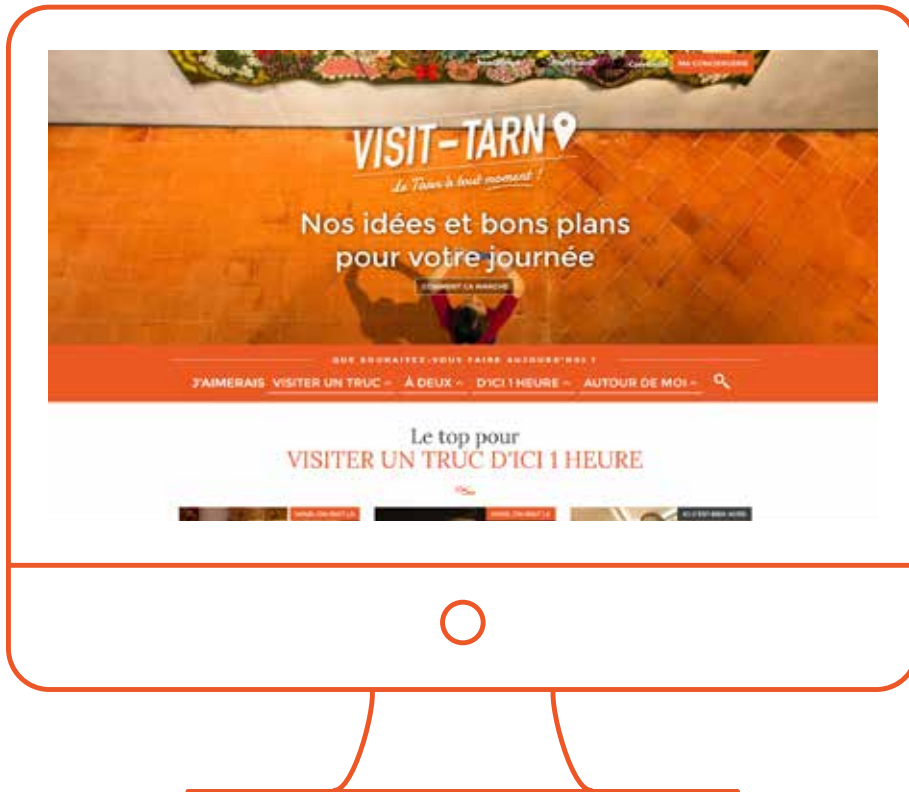 MA CONCIERGERIE
VISIT-TARN
Le Tarn à tout moment !
Nos idées et bons plans
pour votre journée
COMMENT ÇA MARCHE
QUE SOUHAITEZ-VOUS FAIRE AUJOURD'HUI ?
J'AIMERAIS VISITER UN TRUC À DEUX D'ICI 1 HEURE AUTOUR DE MOI
Le top pour
VISITER UN TRUC D'ICI 1 HEURE